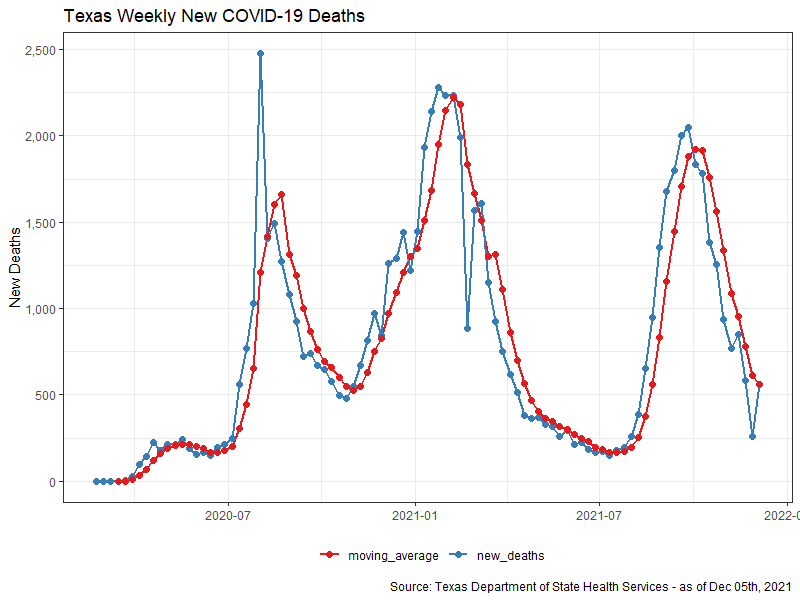 Texas Weekly New COVID-19 Deaths
2,500
2,000
1,500
1,000
500
0
New Deaths
2020-07
2021-01
2021-07
2022-0
moving_average
new_deaths
Source: Texas Department of State Health Services - as of Dec 05th, 2021